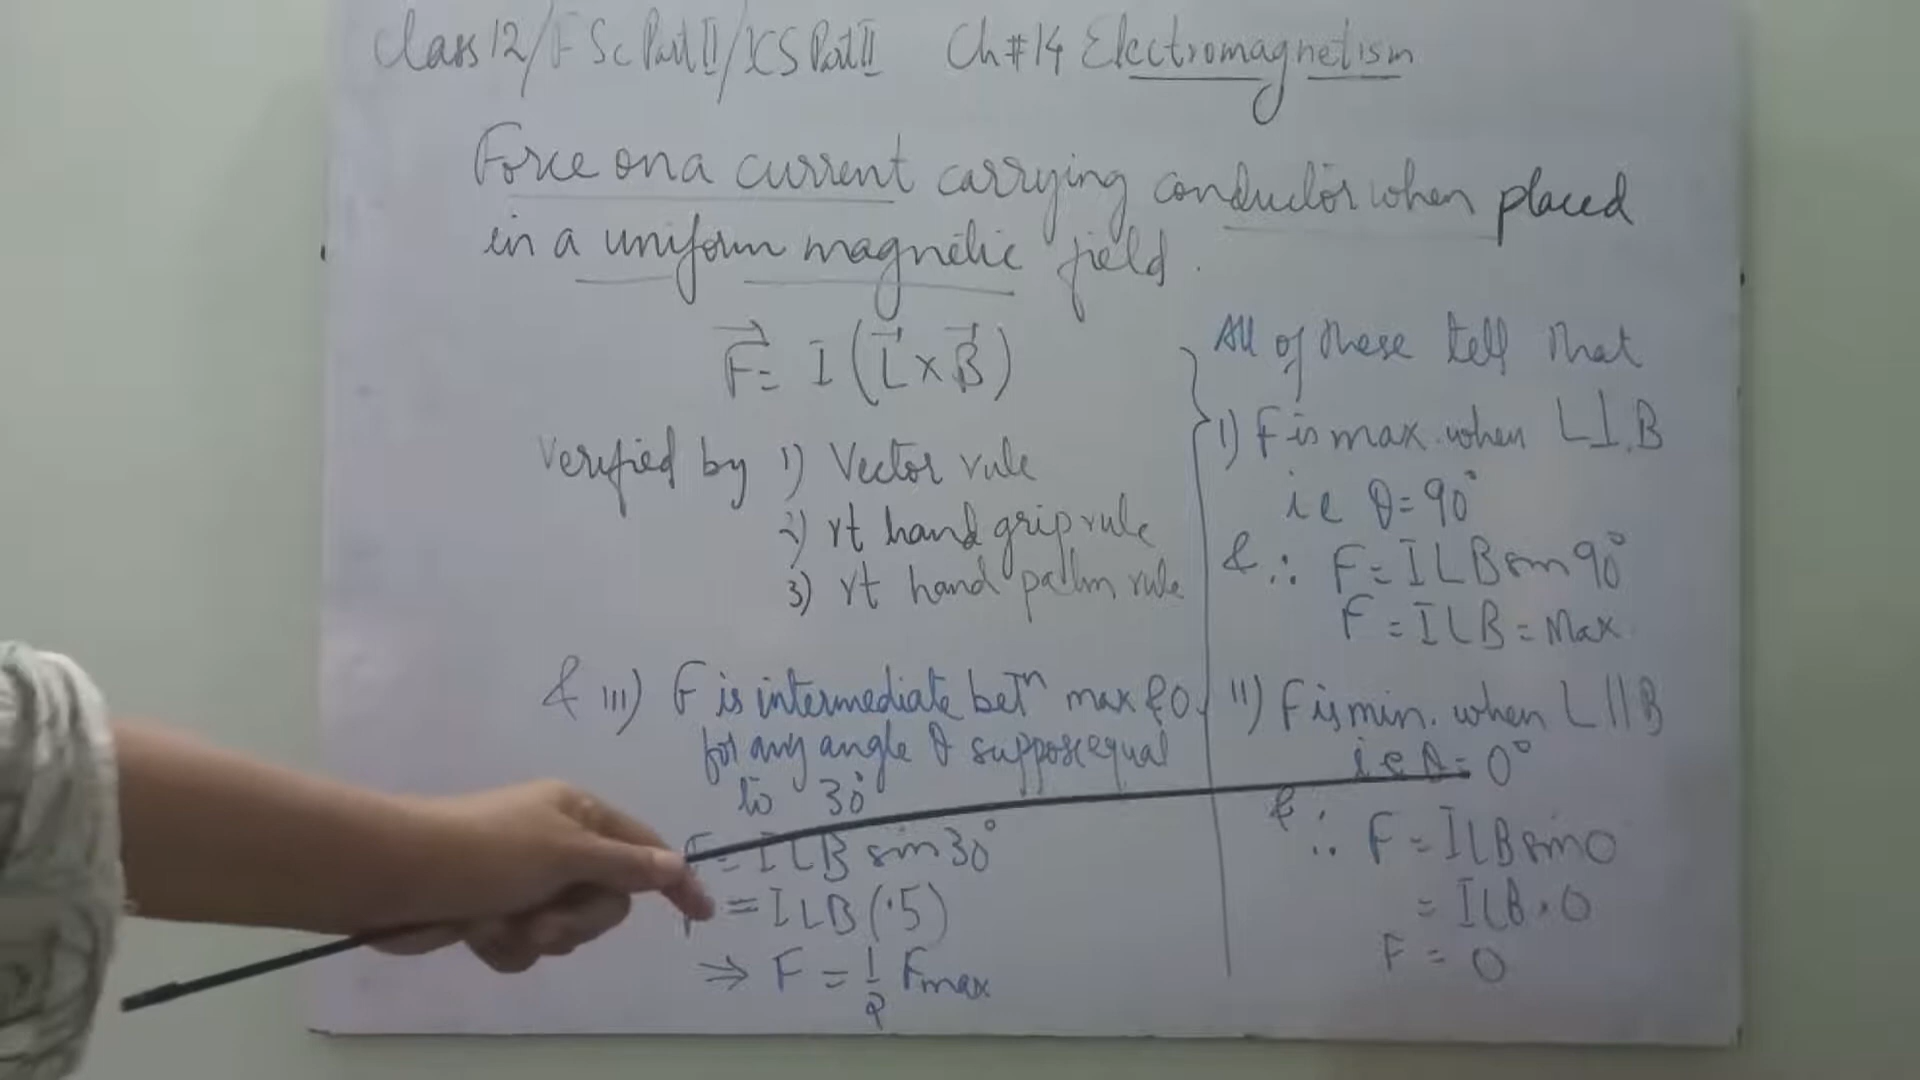 Class 12/F Sc Part II/XS Part II Ch#14 Electromagnetism
Force on a current carrying conductor when placed
in a uniform magnetic field.
F = I (L x B)
Verified by 1) Vector rule
2) rt hand grip rule
3) rt hand palm rule
& III) F is intermediate betn max & 0
for any angle θ suppose equal
to 30°
F = ILB sin 30°
= ILB (.5)
⇒ F = 1/2 Fmax
All of these tell that
1) F is max. when L⊥B
ie θ = 90°
& ∴ F = ILB sin 90°
F = ILB = Max
II) F is min. when L || B
i.e θ = 0°
& ∴ F = ILB sin 0
= ILB . 0
F = 0